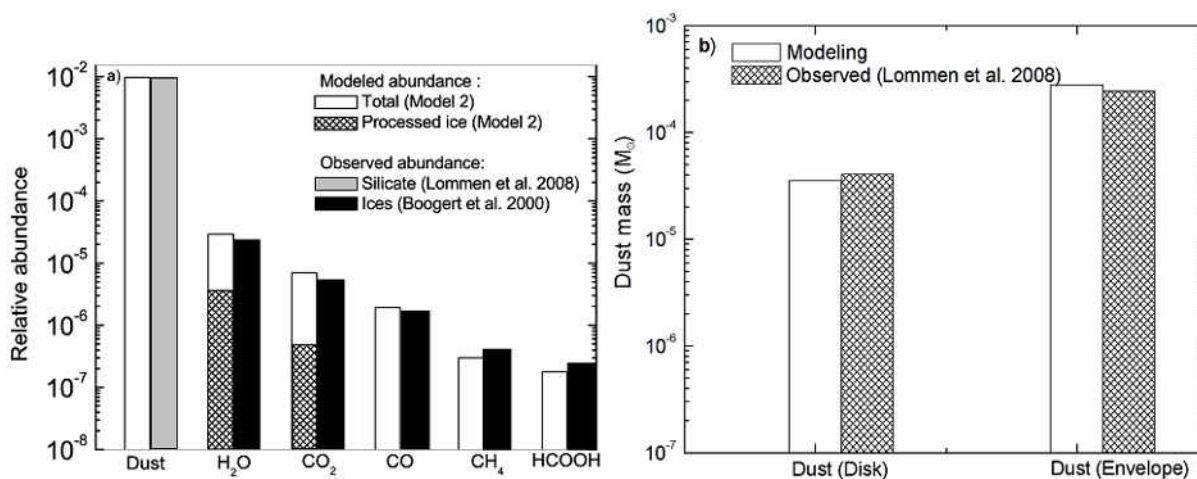 a)
Modeled abundance :
Total (Model 2)
Processed ice (Model 2)
Observed abundance:
Silicate (Lommen et al. 2008)
Ices (Boogert et al. 2000)
Relative abundance
10⁻²
10⁻³
10⁻⁴
10⁻⁵
10⁻⁶
10⁻⁷
10⁻⁸
Dust H₂O CO₂ CO CH₄ HCOOH
b)
Modeling
Observed (Lommen et al. 2008)
Dust mass (M⊙)
10⁻³
10⁻⁴
10⁻⁵
10⁻⁶
10⁻⁷
Dust (Disk) Dust (Envelope)